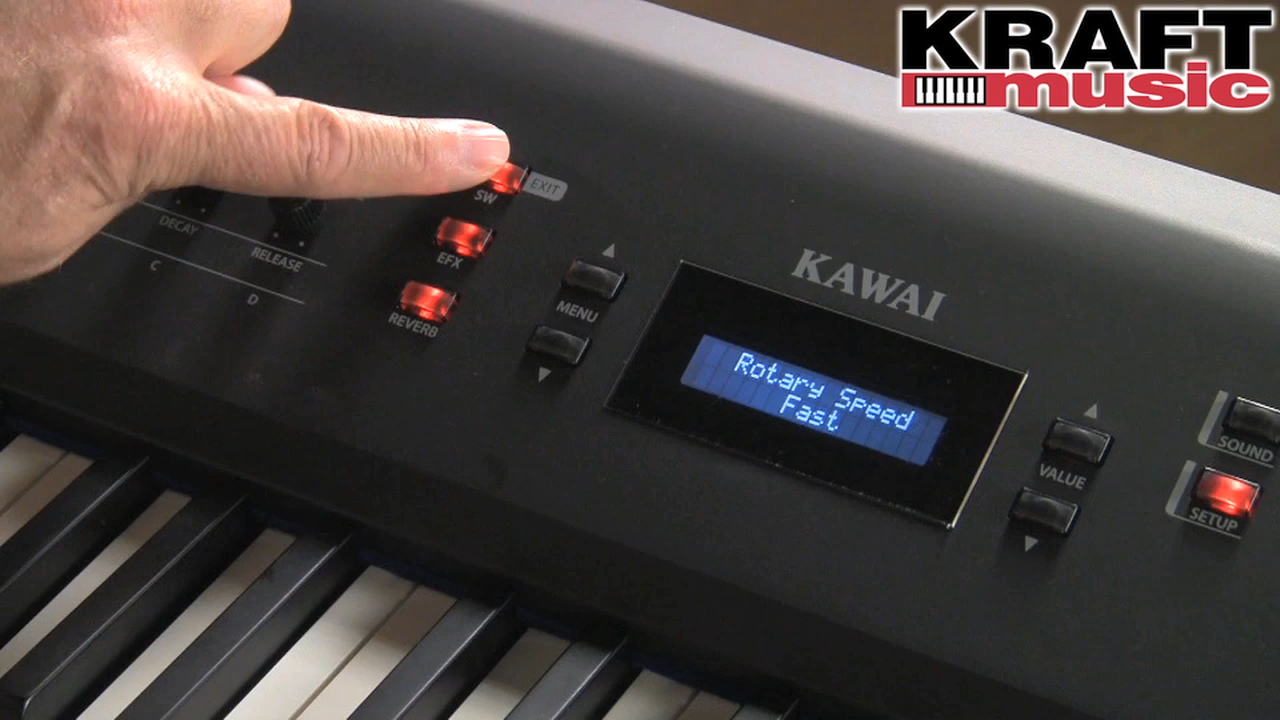 KRAFT
music
EXIT
SW
DECAY
RELEASE
EFX
C
D
REVERB
MENU
KAWAI
Rotary Speed
Fast
VALUE
SOUND
SETUP